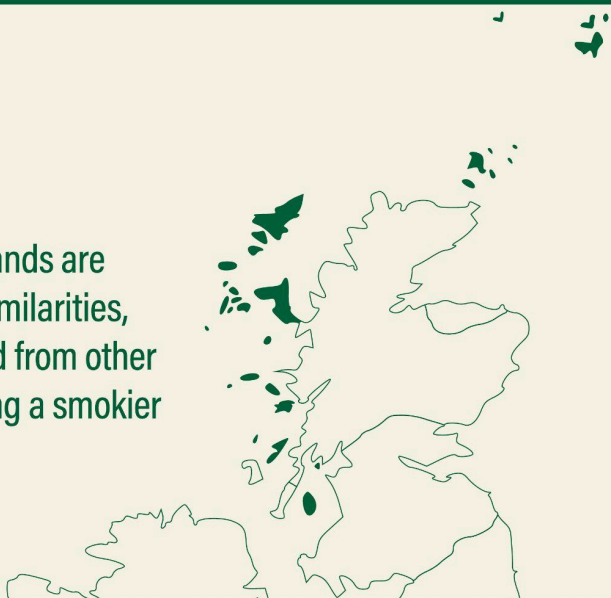 nds are
milarities,
d from other
g a smokier